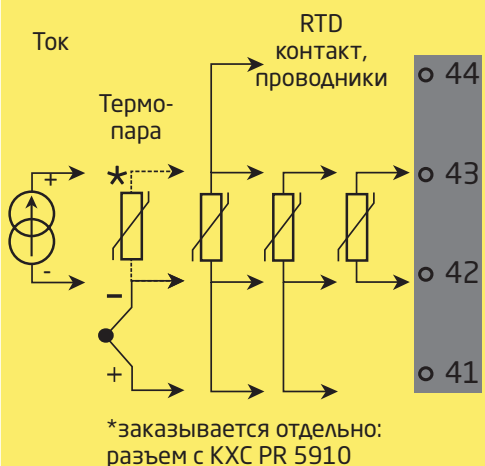 Ток
RTD
контакт,
проводники
44
Термо-
пара
+
*
43
-
42
–
+
41
*заказывается отдельно:
разъем с КХС PR 5910